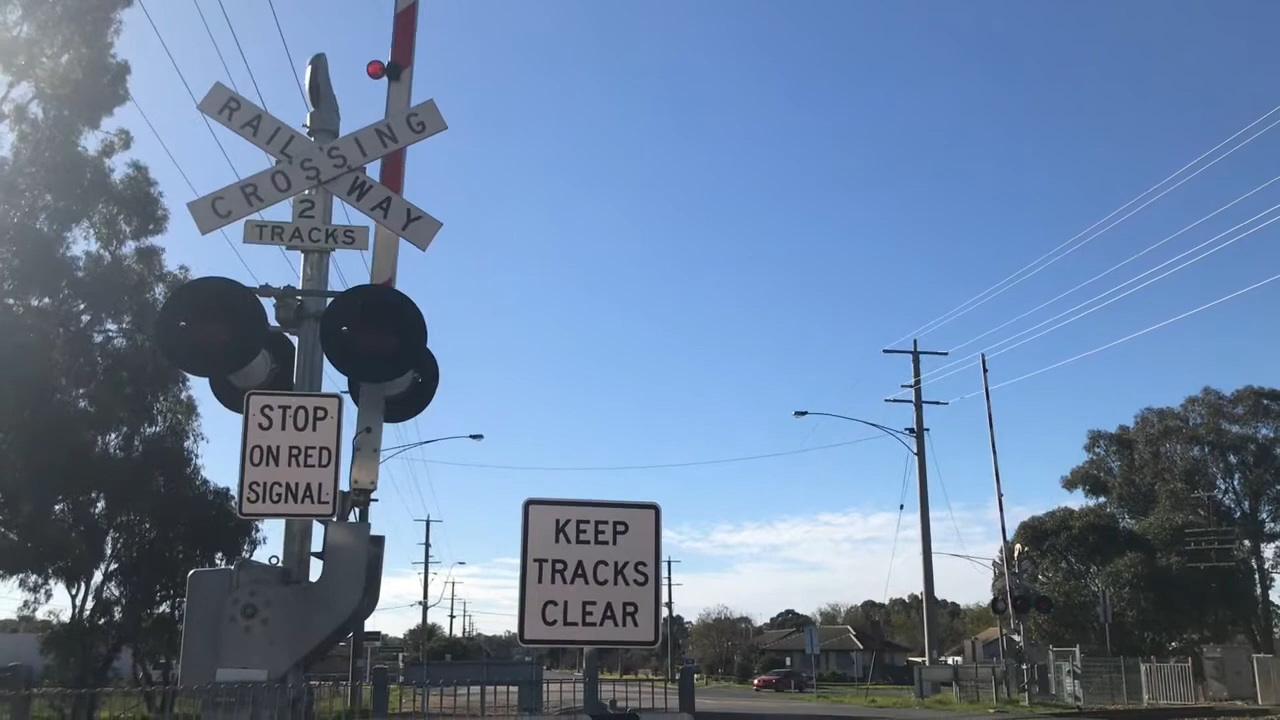 RAILWAY
CROSSING
2
TRACKS
STOP
ON RED
SIGNAL
KEEP
TRACKS
CLEAR